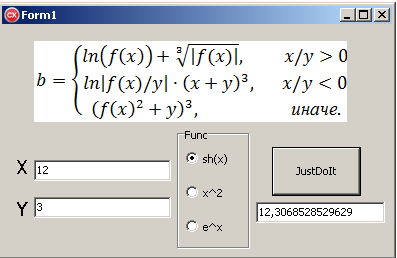 Form1
b = { ln(f(x)) + ∛|f(x)|, x/y > 0
ln|f(x)/y| · (x + y)³, x/y < 0
(f(x)² + y)³, иначе.
Func
X 12
sh(x)
JustDoIt
x^2
Y 3
12,3068528529629
e^x